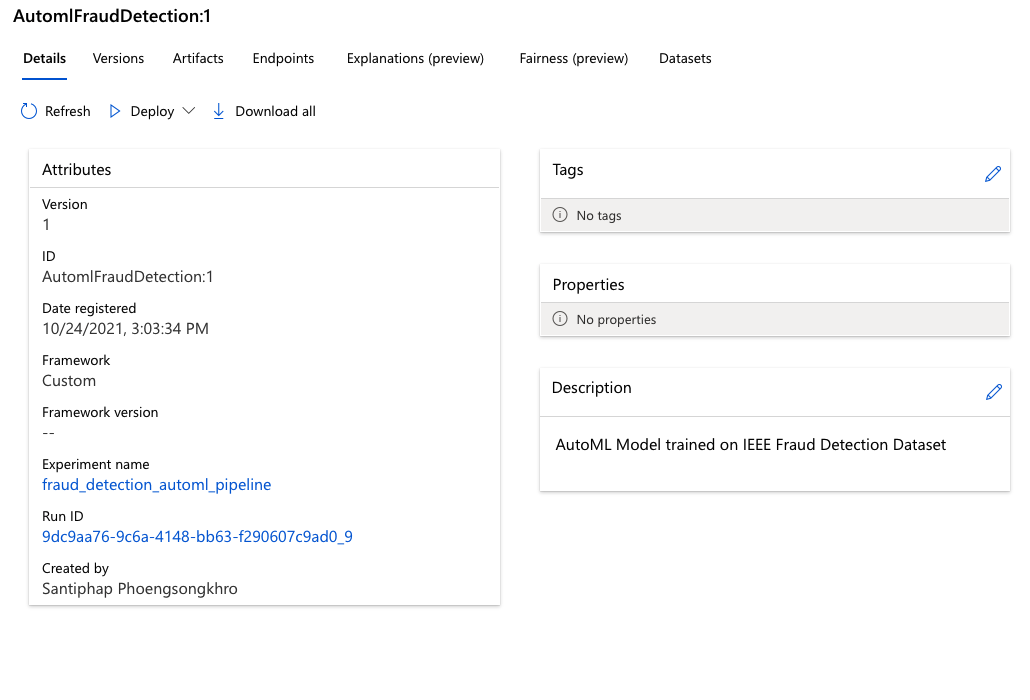 AutomlFraudDetection:1
Details Versions Artifacts Endpoints Explanations (preview) Fairness (preview) Datasets
Refresh Deploy Download all
Attributes
Version
1
ID
AutomlFraudDetection:1
Date registered
10/24/2021, 3:03:34 PM
Framework
Custom
Framework version
--
Experiment name
fraud_detection_automl_pipeline
Run ID
9dc9aa76-9c6a-4148-bb63-f290607c9ad0_9
Created by
Santiphap Phoengsongkhro
Tags
No tags
Properties
No properties
Description
AutoML Model trained on IEEE Fraud Detection Dataset